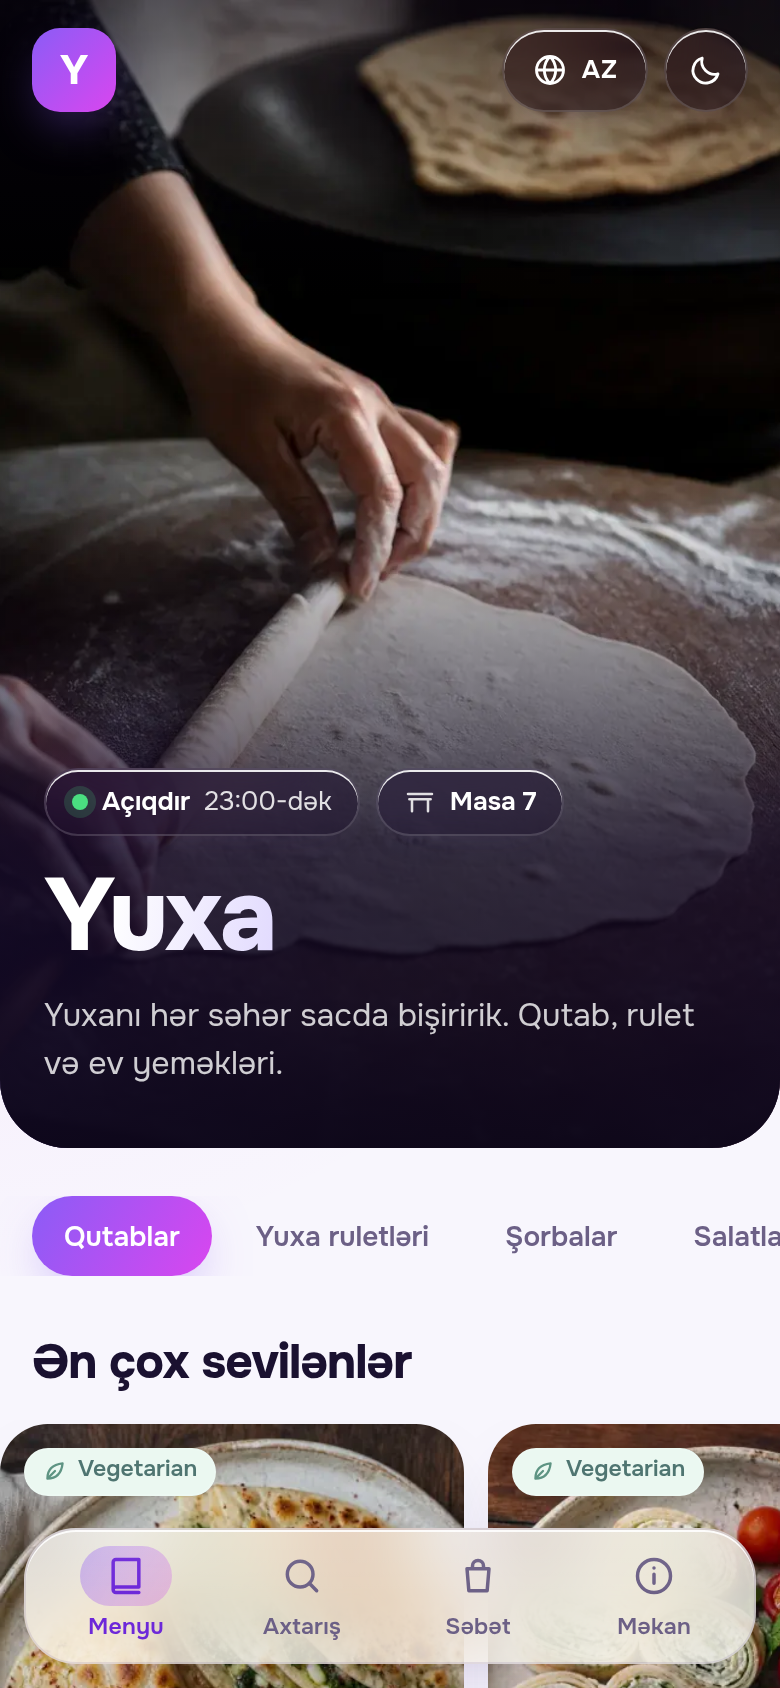 Y
AZ
Açıqdır 23:00-dək
Masa 7
Yuxa
Yuxanı hər səhər sacda bişiririk. Qutab, rulet
və ev yeməkləri.
Qutablar Yuxa ruletləri Şorbalar Salatla
Ən çox sevilənlər
Vegetarian Vegetarian
Menyu Axtarış Səbət Məkan